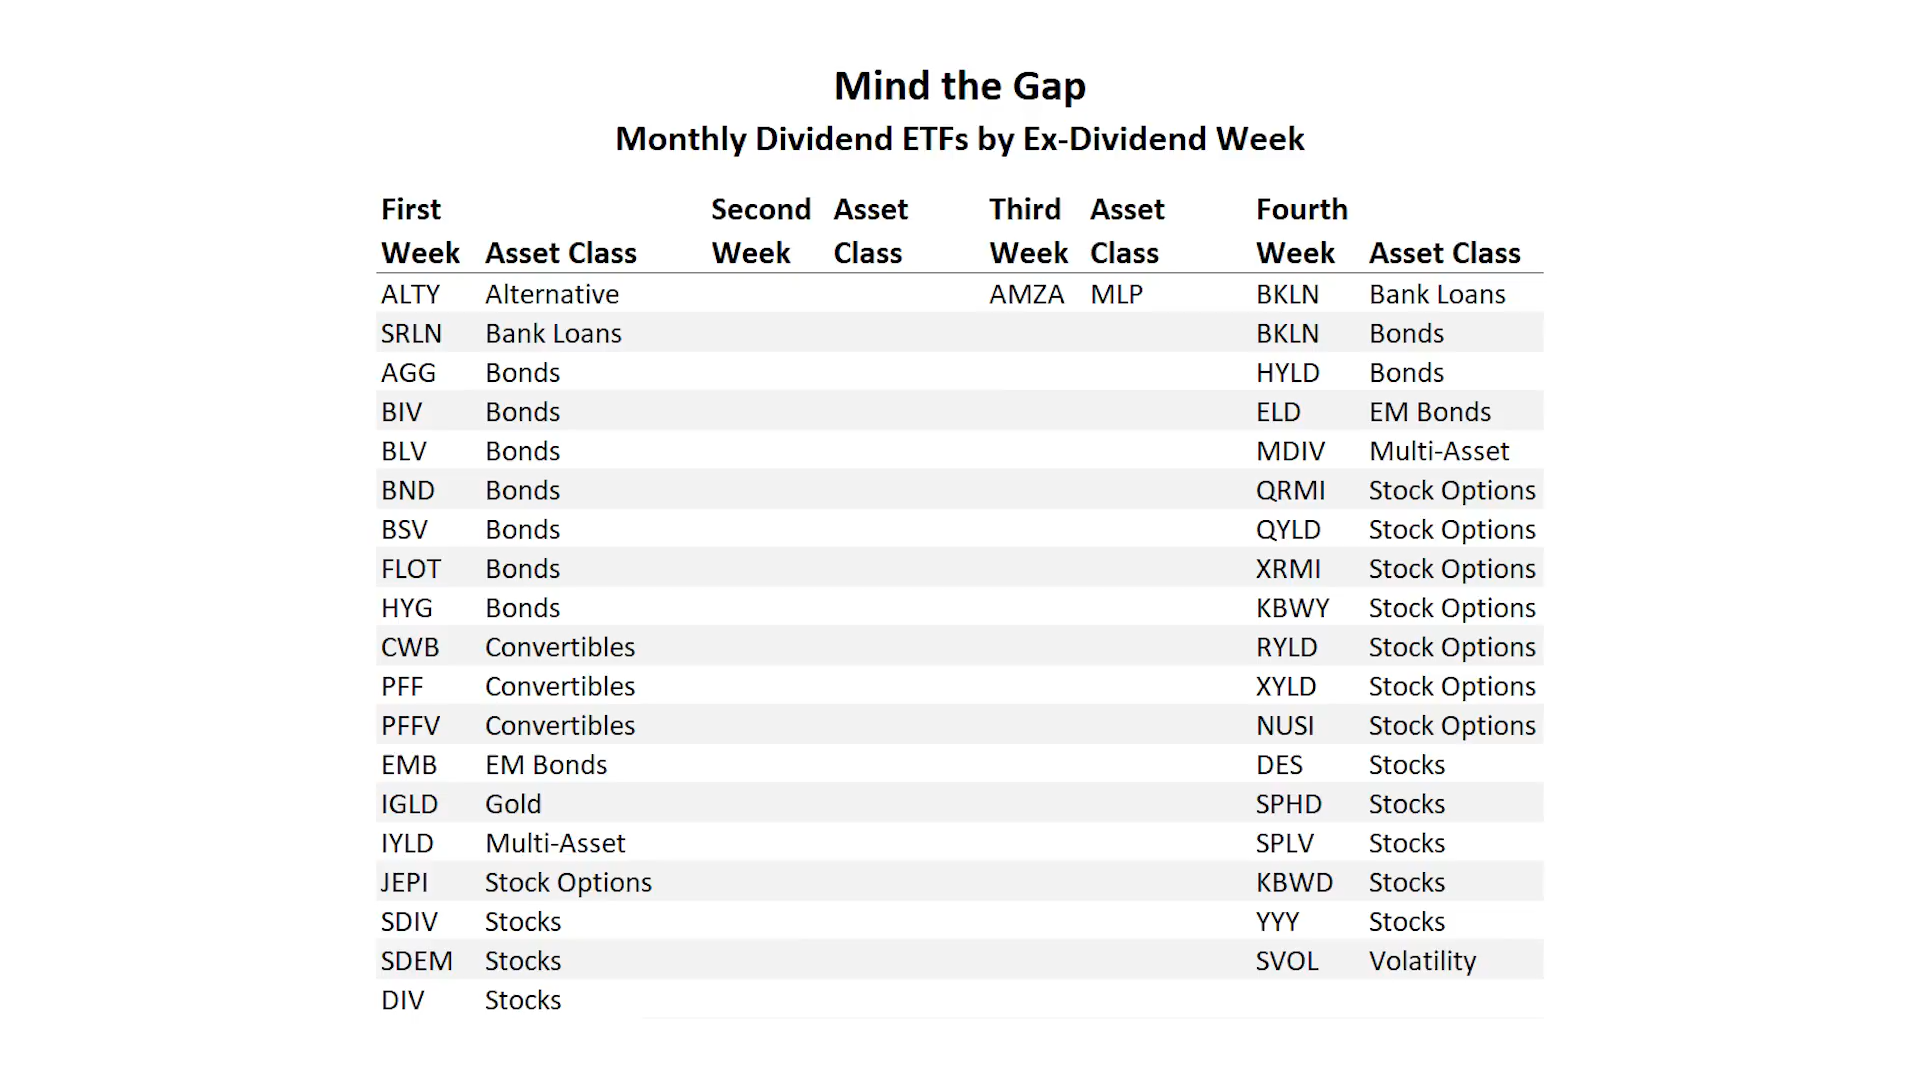 Mind the Gap
Monthly Dividend ETFs by Ex-Dividend Week
First Second Asset Third Asset Fourth
Week Asset Class Week Class Week Class Week Asset Class
ALTY Alternative AMZA MLP BKLN Bank Loans
SRLN Bank Loans BKLN Bonds
AGG Bonds HYLD Bonds
BIV Bonds ELD EM Bonds
BLV Bonds MDIV Multi-Asset
BND Bonds QRMI Stock Options
BSV Bonds QYLD Stock Options
FLOT Bonds XRMI Stock Options
HYG Bonds KBWY Stock Options
CWB Convertibles RYLD Stock Options
PFF Convertibles XYLD Stock Options
PFFV Convertibles NUSI Stock Options
EMB EM Bonds DES Stocks
IGLD Gold SPHD Stocks
IYLD Multi-Asset SPLV Stocks
JEPI Stock Options KBWD Stocks
SDIV Stocks YYY Stocks
SDEM Stocks SVOL Volatility
DIV Stocks